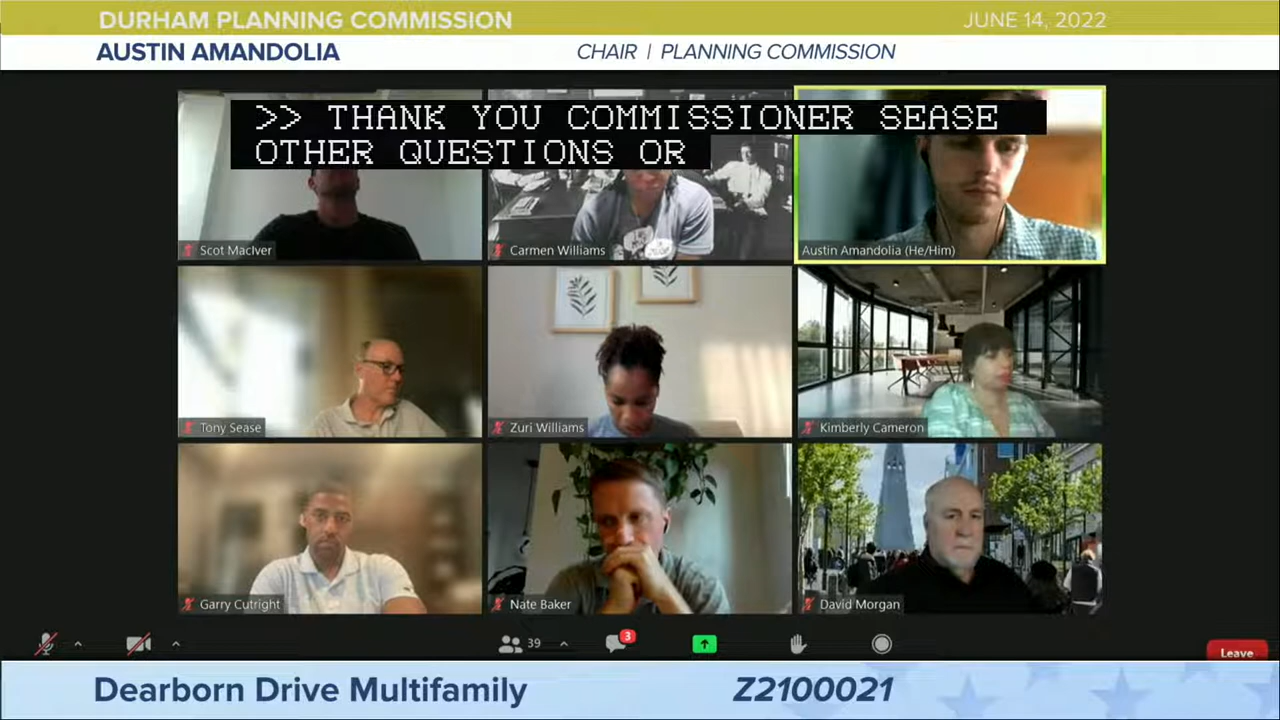 DURHAM PLANNING COMMISSION
JUNE 14, 2022
AUSTIN AMANDOLIA
CHAIR | PLANNING COMMISSION
>> THANK YOU COMMISSIONER SEASE
OTHER QUESTIONS OR
Scot MacIver
Carmen Williams
Austin Amandolia (He/Him)
Tony Sease
Zuri Williams
Kimberly Cameron
Garry Cutright
Nate Baker
David Morgan
39
3
Leave
Dearborn Drive Multifamily
Z2100021